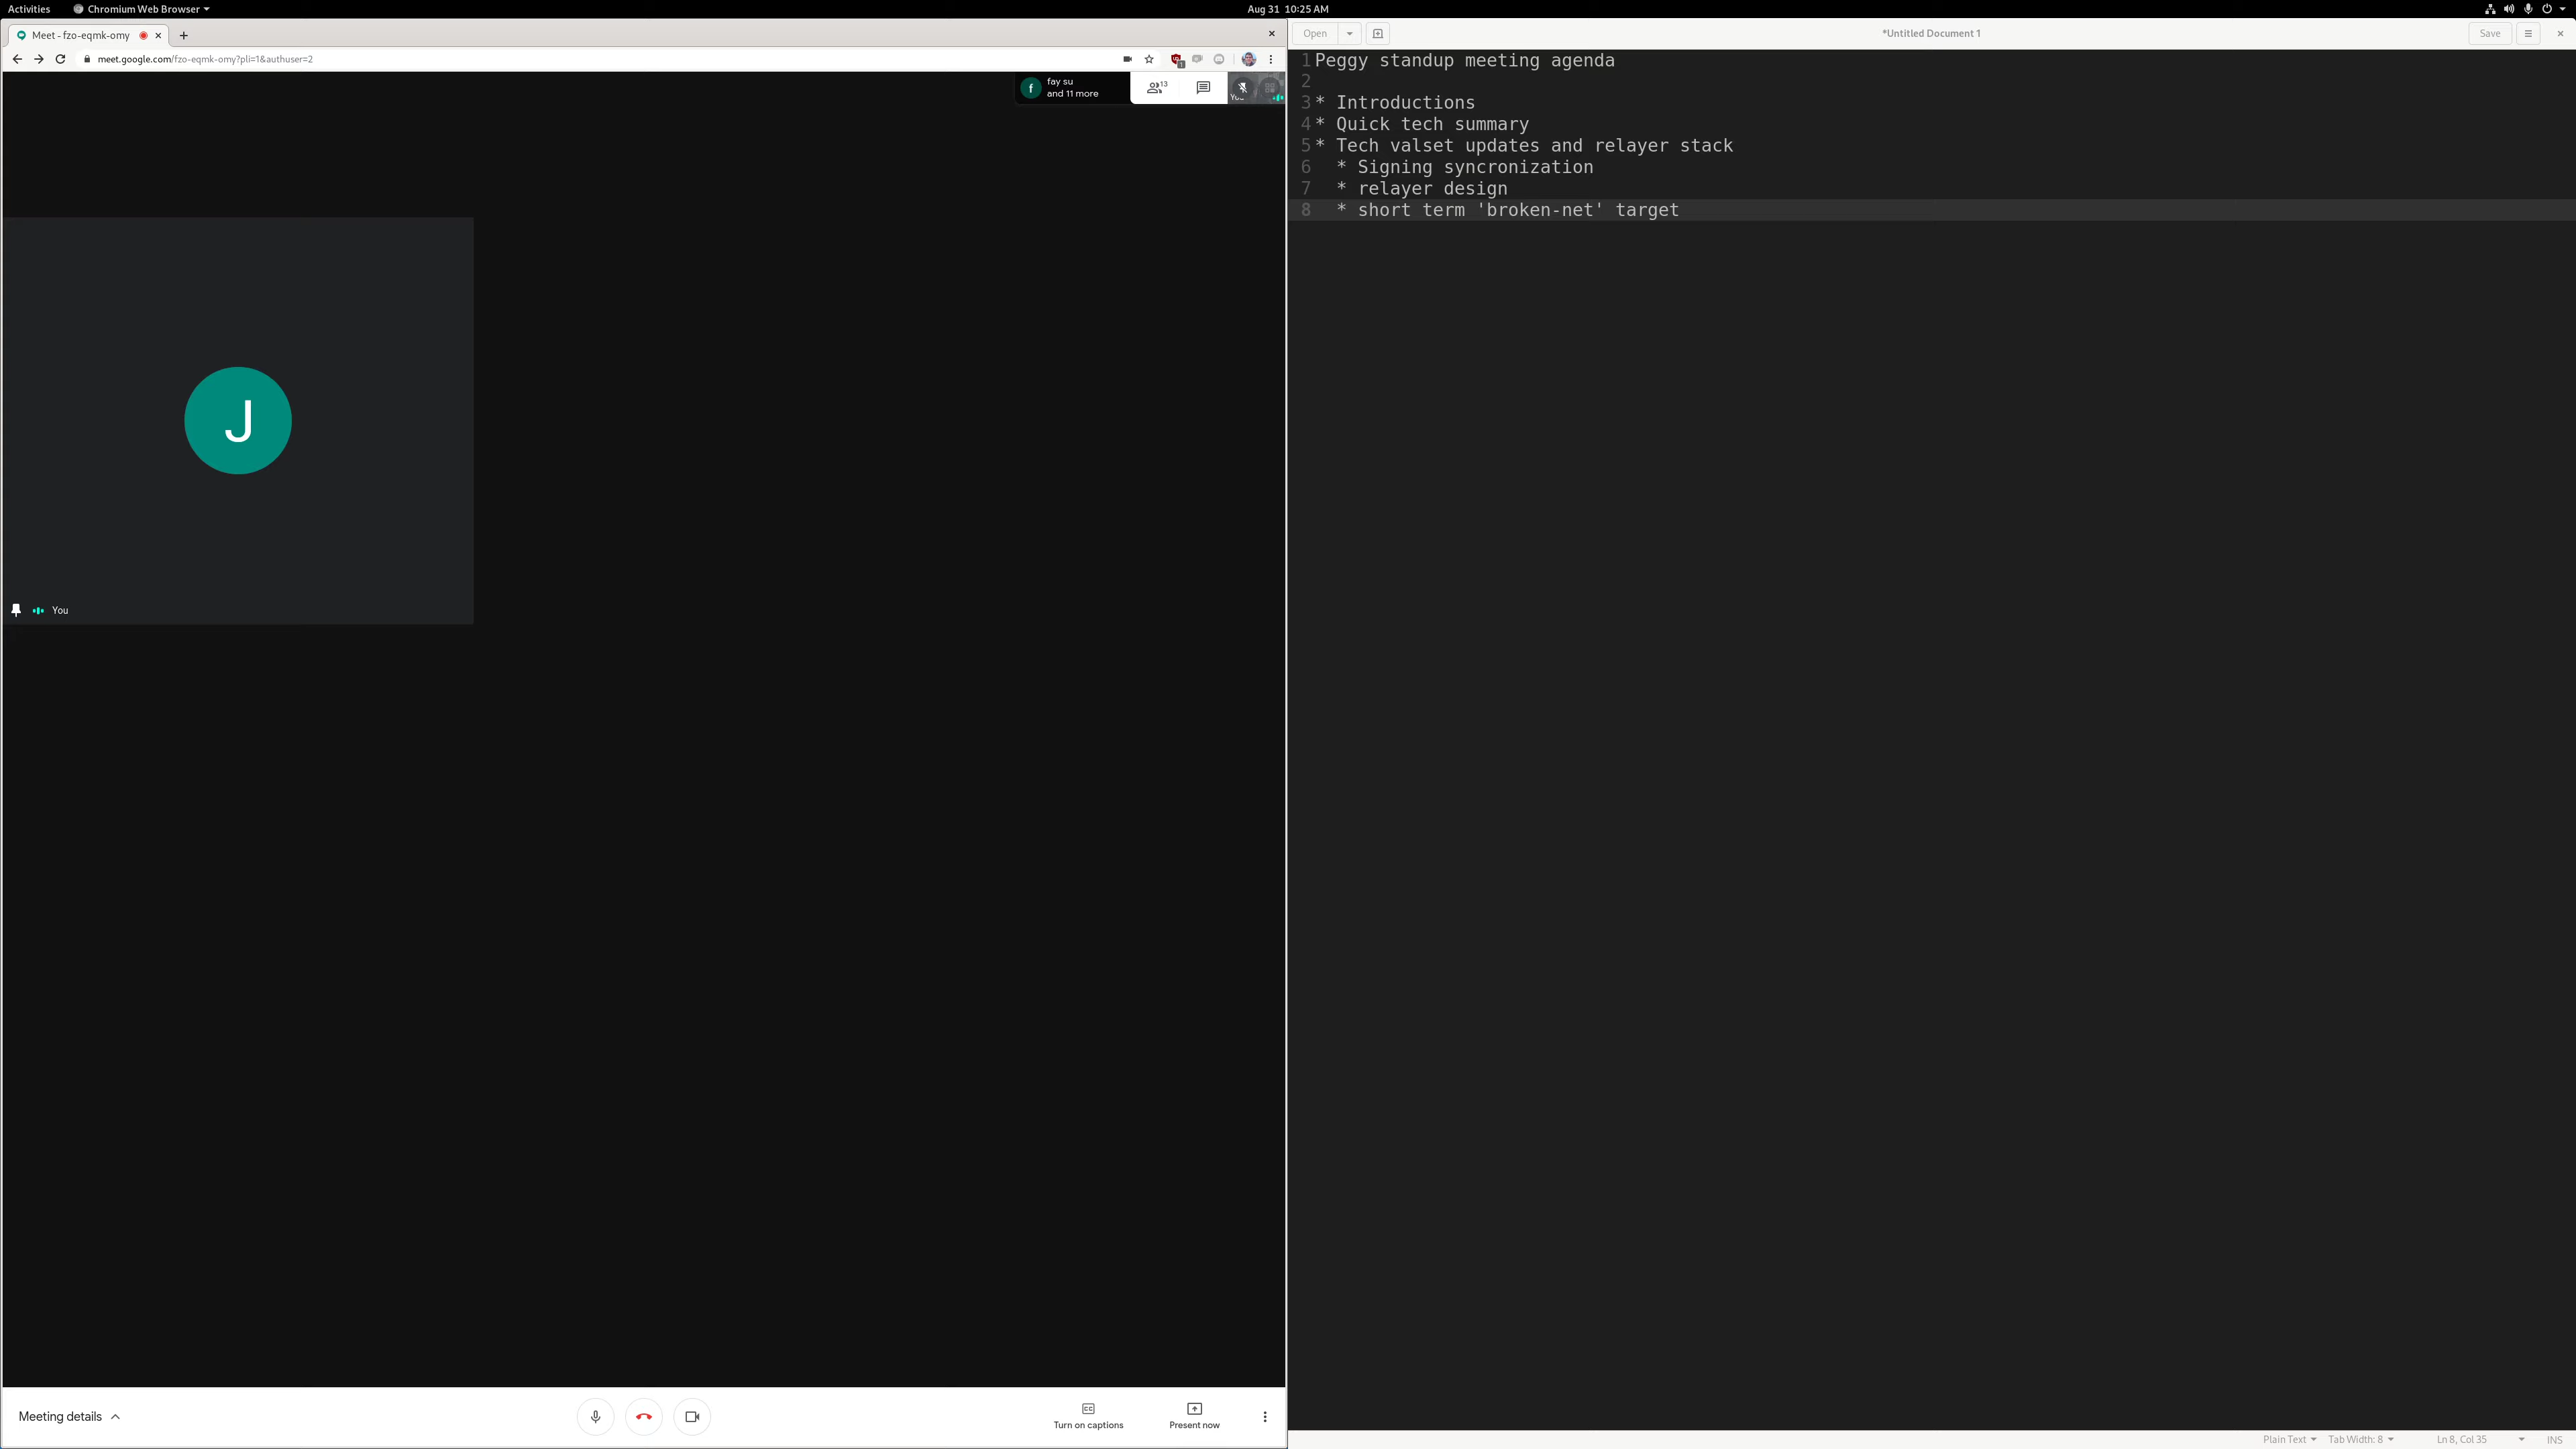 Activities
Chromium Web Browser
Aug 31 10:25 AM
Meet - fzo-eqmk-omy
meet.google.com/fzo-eqmk-omy?pli=1&authuser=2
f
fay su
and 11 more
13
You
J
You
Meeting details
Turn on captions
Present now
Open
*Untitled Document 1
Save
1 Peggy standup meeting agenda
2
3 * Introductions
4 * Quick tech summary
5 * Tech valset updates and relayer stack
6 * Signing syncronization
7 * relayer design
8 * short term 'broken-net' target
Plain Text
Tab Width: 8
Ln 8, Col 35
INS